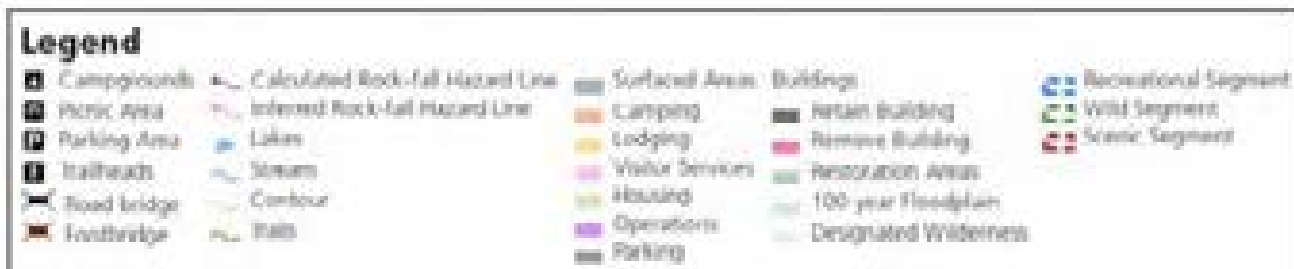 Legend
Campgrounds
Picnic Area
Parking Area
Trailheads
Road bridge
Footbridge
Calculated Rock-fall Hazard Line
Inferred Rock-fall Hazard Line
Lakes
Stream
Contour
Trails
Surfaced Areas
Camping
Lodging
Visitor Services
Housing
Operations
Parking
Buildings
Retain Building
Remove Building
Restoration Areas
100 year Floodplain
Designated Wilderness
Recreational Segment
Wild Segment
Scenic Segment